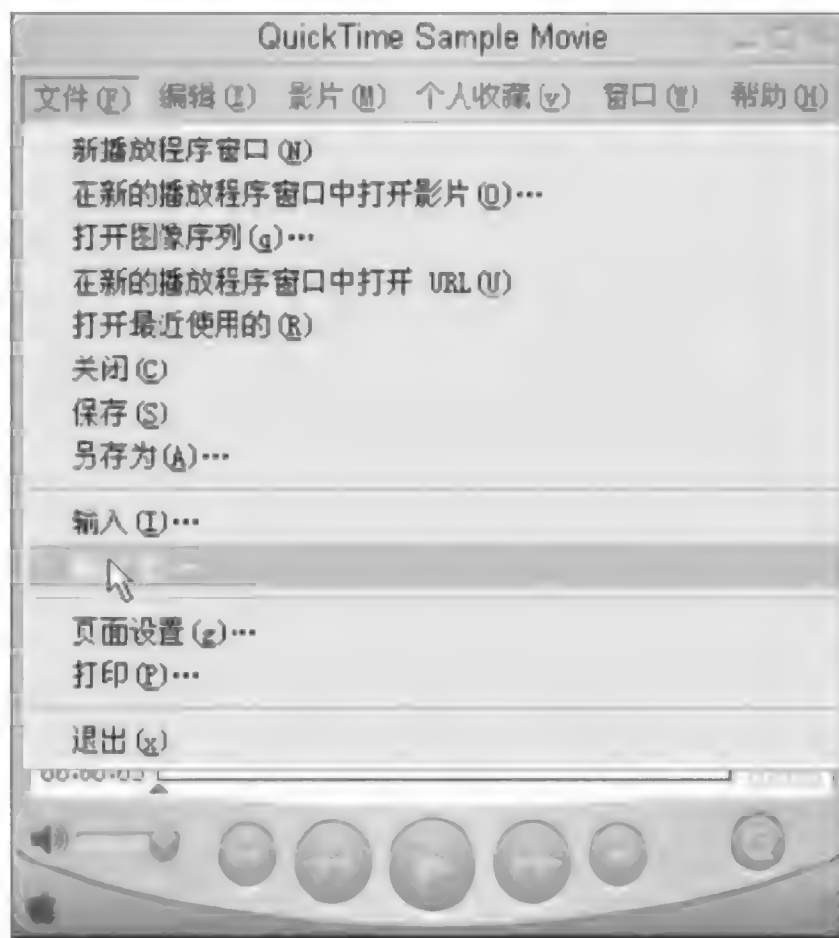 QuickTime Sample Movie
文件(F) 编辑(E) 影片(M) 个人收藏(v) 窗口(W) 帮助(H)
新播放程序窗口(N)
在新的播放程序窗口中打开影片(O)…
打开图像序列(q)…
在新的播放程序窗口中打开 URL(U)
打开最近使用的(R)
关闭(C)
保存(S)
另存为(A)…
输入(I)…
页面设置(g)…
打印(P)…
退出(x)